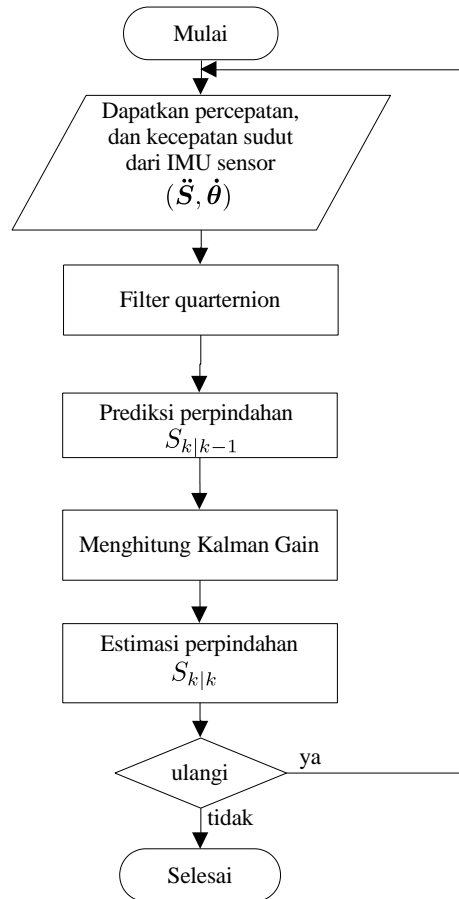 Mulai
Dapatkan percepatan,
dan kecepatan sudut
dari IMU sensor
(S̈, θ̇)
Filter quarternion
Prediksi perpindahan
S_{k|k−1}
Menghitung Kalman Gain
Estimasi perpindahan
S_{k|k}
ulangi
ya
tidak
Selesai